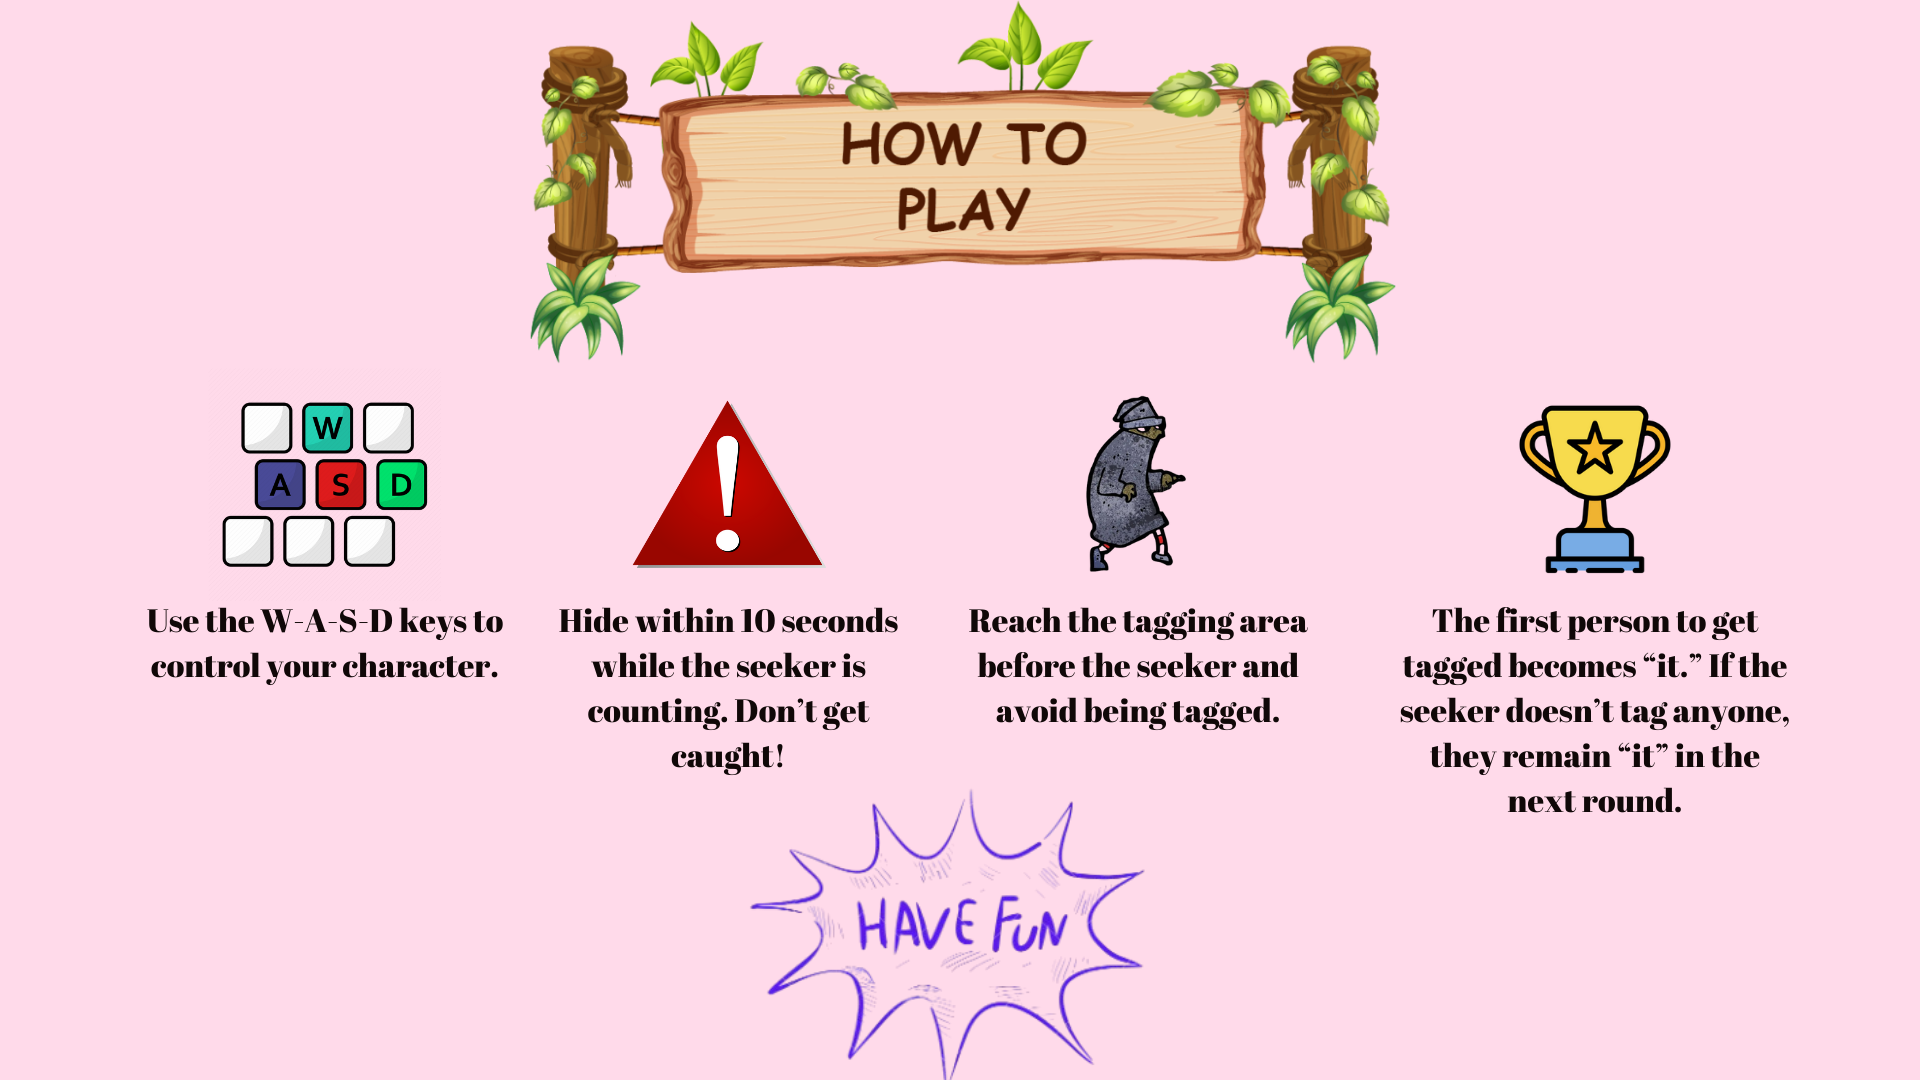 HOW TO
PLAY
W
A S D
Use the W-A-S-D keys to
control your character.
Hide within 10 seconds
while the seeker is
counting. Don’t get
caught!
Reach the tagging area
before the seeker and
avoid being tagged.
The first person to get
tagged becomes “it.” If the
seeker doesn’t tag anyone,
they remain “it” in the
next round.
HAVE FUN